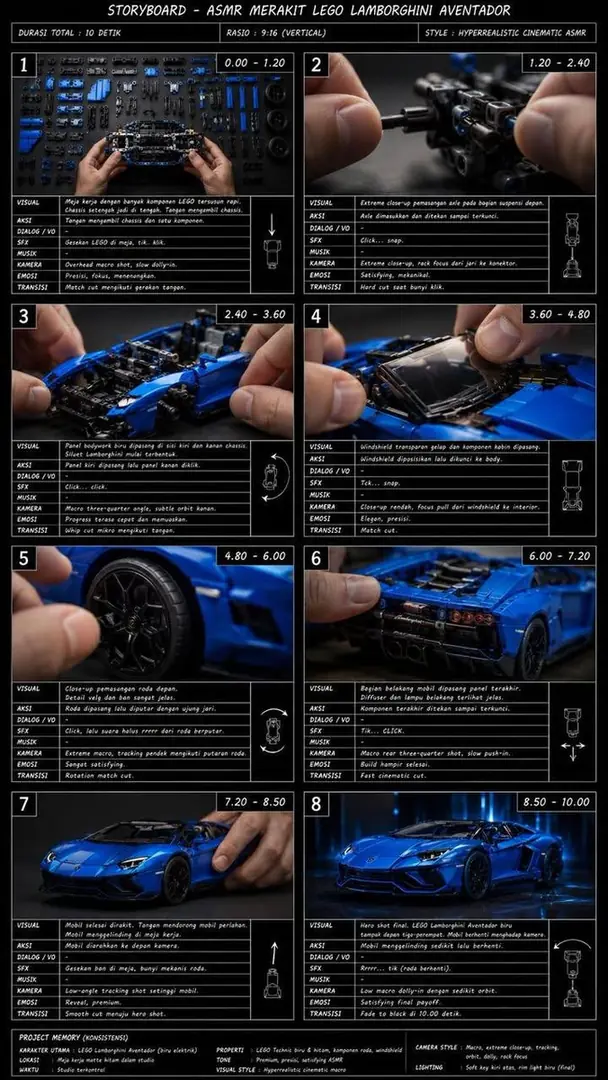 STORYBOARD - ASMR MERAKIT LEGO LAMBORGHINI AVENTADOR
DURASI TOTAL : 10 DETIK
RASIO : 9:16 (VERTICAL)
STYLE : HYPERREALISTIC CINEMATIC ASMR
1
0.00 - 1.20
VISUAL
Meja kerja dengan banyak komponen LEGO tersusun rapi.
Chassis setengah jadi di tengah. Tangan mengambil chassis.
AKSI
Tangan mengambil chassis dan satu komponen.
DIALOG / VO
-
SFX
Gesekan LEGO di meja, tik.. klik.
MUSIK
-
KAMERA
Overhead macro shot, slow dolly-in.
EMOSI
Presisi, fokus, menenangkan.
TRANSISI
Match cut mengikuti gerakan tangan.
2
1.20 - 2.40
VISUAL
Extreme close-up pemasangan axle pada bagian suspensi depan.
AKSI
Axle dimasukkan dan ditekan sampai terkunci.
DIALOG / VO
-
SFX
Click... snap.
MUSIK
-
KAMERA
Extreme close-up, rack focus dari jari ke konektor.
EMOSI
Satisfying, mekanikal.
TRANSISI
Hard cut saat bunyi klik.
3
2.40 - 3.60
VISUAL
Panel bodywork biru dipasang di sisi kiri dan kanan chassis.
Siluet Lamborghini mulai terbentuk.
AKSI
Panel kiri dipasang lalu panel kanan diklik.
DIALOG / VO
-
SFX
Click... click.
MUSIK
-
KAMERA
Macro three-quarter angle, subtle orbit kanan.
EMOSI
Progress terasa cepat dan memuaskan.
TRANSISI
Whip cut mikro mengikuti tangan.
4
3.60 - 4.80
VISUAL
Windshield transparan gelap dan komponen kabin dipasang.
AKSI
Windshield diposisikan lalu dikunci ke body.
DIALOG / VO
-
SFX
Tck... snap.
MUSIK
-
KAMERA
Close-up rendah, focus pull dari windshield ke interior.
EMOSI
Elegan, presisi.
TRANSISI
Match cut.
5
4.80 - 6.00
VISUAL
Close-up pemasangan roda depan.
Detail velg dan ban sangat jelas.
AKSI
Roda dipasang lalu diputar dengan ujung jari.
DIALOG / VO
-
SFX
Click, lalu suara halus rrrr dari roda berputar.
MUSIK
-
KAMERA
Extreme macro, tracking pendek mengikuti putaran roda.
EMOSI
Sangat satisfying.
TRANSISI
Rotation match cut.
6
6.00 - 7.20
VISUAL
Bagian belakang mobil dipasang panel terakhir.
Diffuser dan lampu belakang terlihat jelas.
AKSI
Komponen terakhir ditekan sampai terkunci.
DIALOG / VO
-
SFX
Tik... CLICK.
MUSIK
-
KAMERA
Macro rear three-quarter shot, slow push-in.
EMOSI
Build hampir selesai.
TRANSISI
Fast cinematic cut.
7
7.20 - 8.50
VISUAL
Mobil selesai dirakit. Tangan mendorong mobil perlahan.
Mobil menggelinding di meja kerja.
AKSI
Mobil diarahkan ke depan kamera.
DIALOG / VO
-
SFX
Gesekan ban di meja, bunyi mekanis roda.
MUSIK
-
KAMERA
Low-angle tracking shot setinggi mobil.
EMOSI
Reveal, premium.
TRANSISI
Smooth cut menuju hero shot.
8
8.50 - 10.00
VISUAL
Hero shot final. LEGO Lamborghini Aventador biru
tampak depan tiga-perempat. Mobil berhenti menghadap kamera.
AKSI
Mobil menggelinding sedikit lalu berhenti.
DIALOG / VO
-
SFX
Rrrr... tik (roda berhenti).
MUSIK
-
KAMERA
Low macro dolly-in dengan sedikit orbit.
EMOSI
Satisfying final payoff.
TRANSISI
Fade to black di 10.00 detik.
PROJECT MEMORY (KONSISTENSI)
KARAKTER UTAMA : LEGO Lamborghini Aventador (biru elektrik)
LOKASI : Meja kerja matte hitam dalam studio
WAKTU : Studio terkontrol
PROPERTI : LEGO Technic biru & hitam, komponen roda, windshield
TONE : Premium, presisi, satisfying ASMR
VISUAL STYLE : Hyperrealistic cinematic macro
CAMERA STYLE : Macro, extreme close-up, tracking,
orbit, dolly, rack focus
LIGHTING : Soft key kiri atas, rim light biru (final)